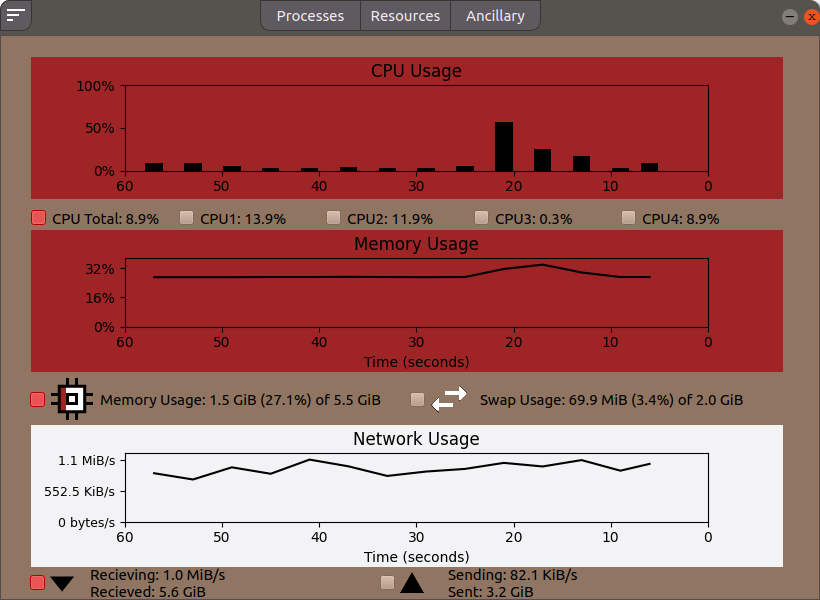 Processes Resources Ancillary
x
CPU Usage
100%
50%
0%
60 50 40 30 20 10 0
CPU Total: 8.9% CPU1: 13.9% CPU2: 11.9% CPU3: 0.3% CPU4: 8.9%
Memory Usage
32%
16%
0%
60 50 40 30 20 10 0
Time (seconds)
Memory Usage: 1.5 GiB (27.1%) of 5.5 GiB Swap Usage: 69.9 MiB (3.4%) of 2.0 GiB
Network Usage
1.1 MiB/s
552.5 KiB/s
0 bytes/s
60 50 40 30 20 10 0
Time (seconds)
Recieving: 1.0 MiB/s Sending: 82.1 KiB/s
Recieved: 5.6 GiB Sent: 3.2 GiB